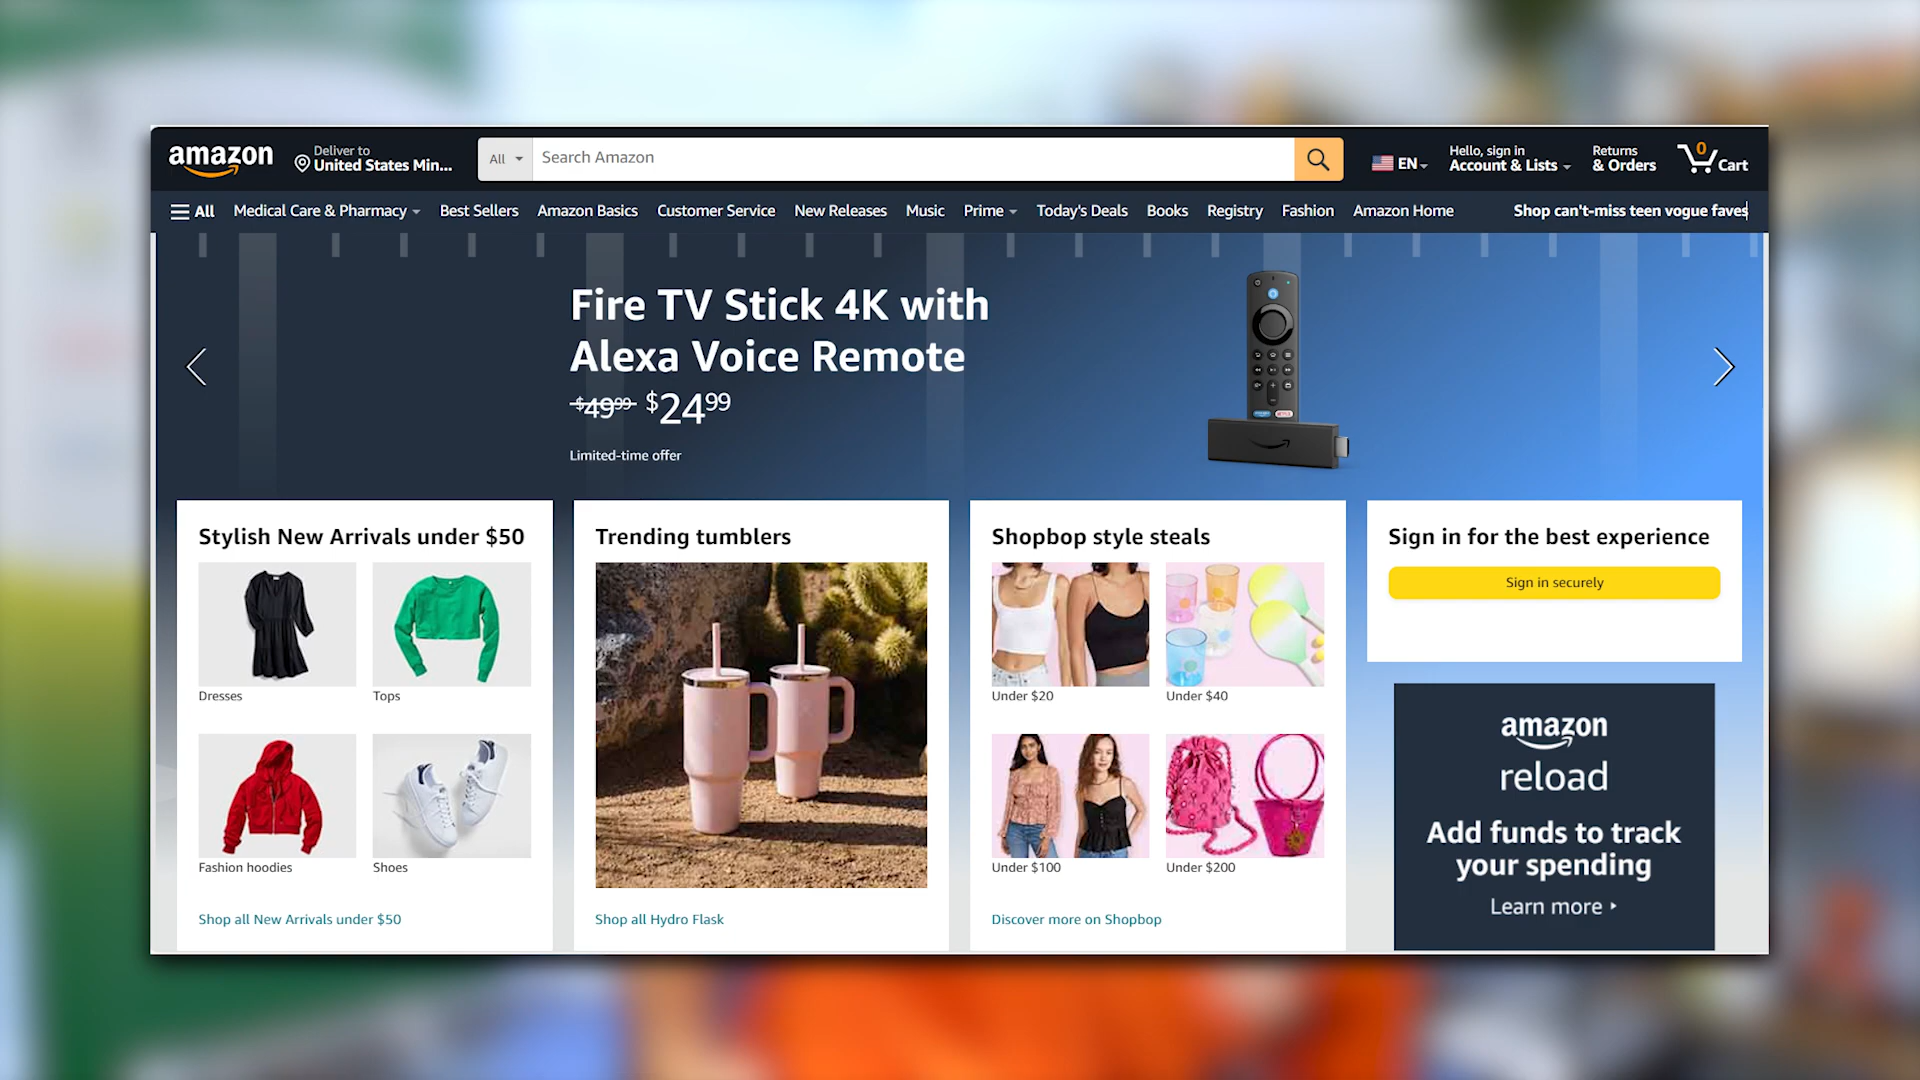 amazon
Deliver to
United States Min...
All
Search Amazon
EN
Hello, sign in
Account & Lists
Returns
& Orders
0
Cart
All
Medical Care & Pharmacy
Best Sellers
Amazon Basics
Customer Service
New Releases
Music
Prime
Today's Deals
Books
Registry
Fashion
Amazon Home
Shop can't-miss teen vogue faves
Fire TV Stick 4K with
Alexa Voice Remote
$49.99 $24.99
Limited-time offer
Stylish New Arrivals under $50
Dresses
Tops
Fashion hoodies
Shoes
Shop all New Arrivals under $50
Trending tumblers
Shop all Hydro Flask
Shopbop style steals
Under $20
Under $40
Under $100
Under $200
Discover more on Shopbop
Sign in for the best experience
Sign in securely
amazon
reload
Add funds to track
your spending
Learn more